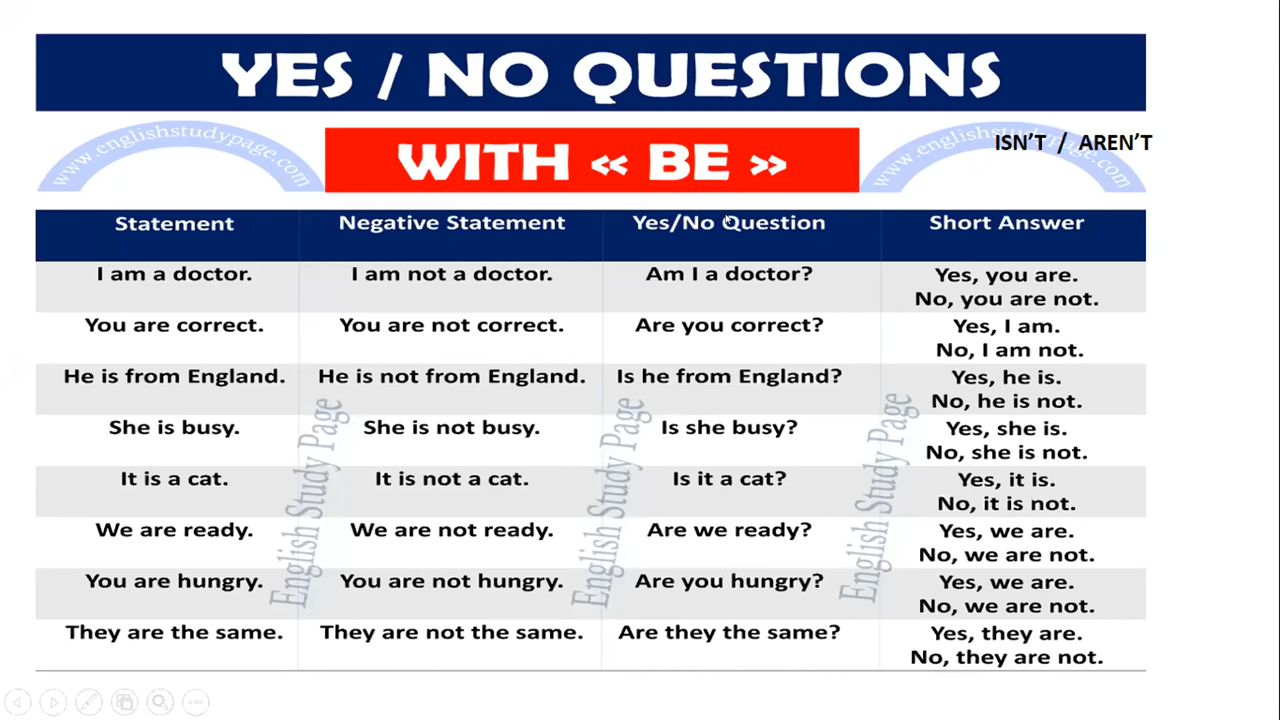 YES / NO QUESTIONS
www.englishstudypage.com
WITH « BE »
www.englishstudypage.com
ISN'T / AREN'T
Statement Negative Statement Yes/No Question Short Answer
I am a doctor. I am not a doctor. Am I a doctor? Yes, you are.
No, you are not.
You are correct. You are not correct. Are you correct? Yes, I am.
No, I am not.
He is from England. He is not from England. Is he from England? Yes, he is.
No, he is not.
She is busy. She is not busy. Is she busy? Yes, she is.
No, she is not.
It is a cat. It is not a cat. Is it a cat? Yes, it is.
No, it is not.
We are ready. We are not ready. Are we ready? Yes, we are.
No, we are not.
You are hungry. You are not hungry. Are you hungry? Yes, we are.
No, we are not.
They are the same. They are not the same. Are they the same? Yes, they are.
No, they are not.
English Study Page
English Study Page
English Study Page